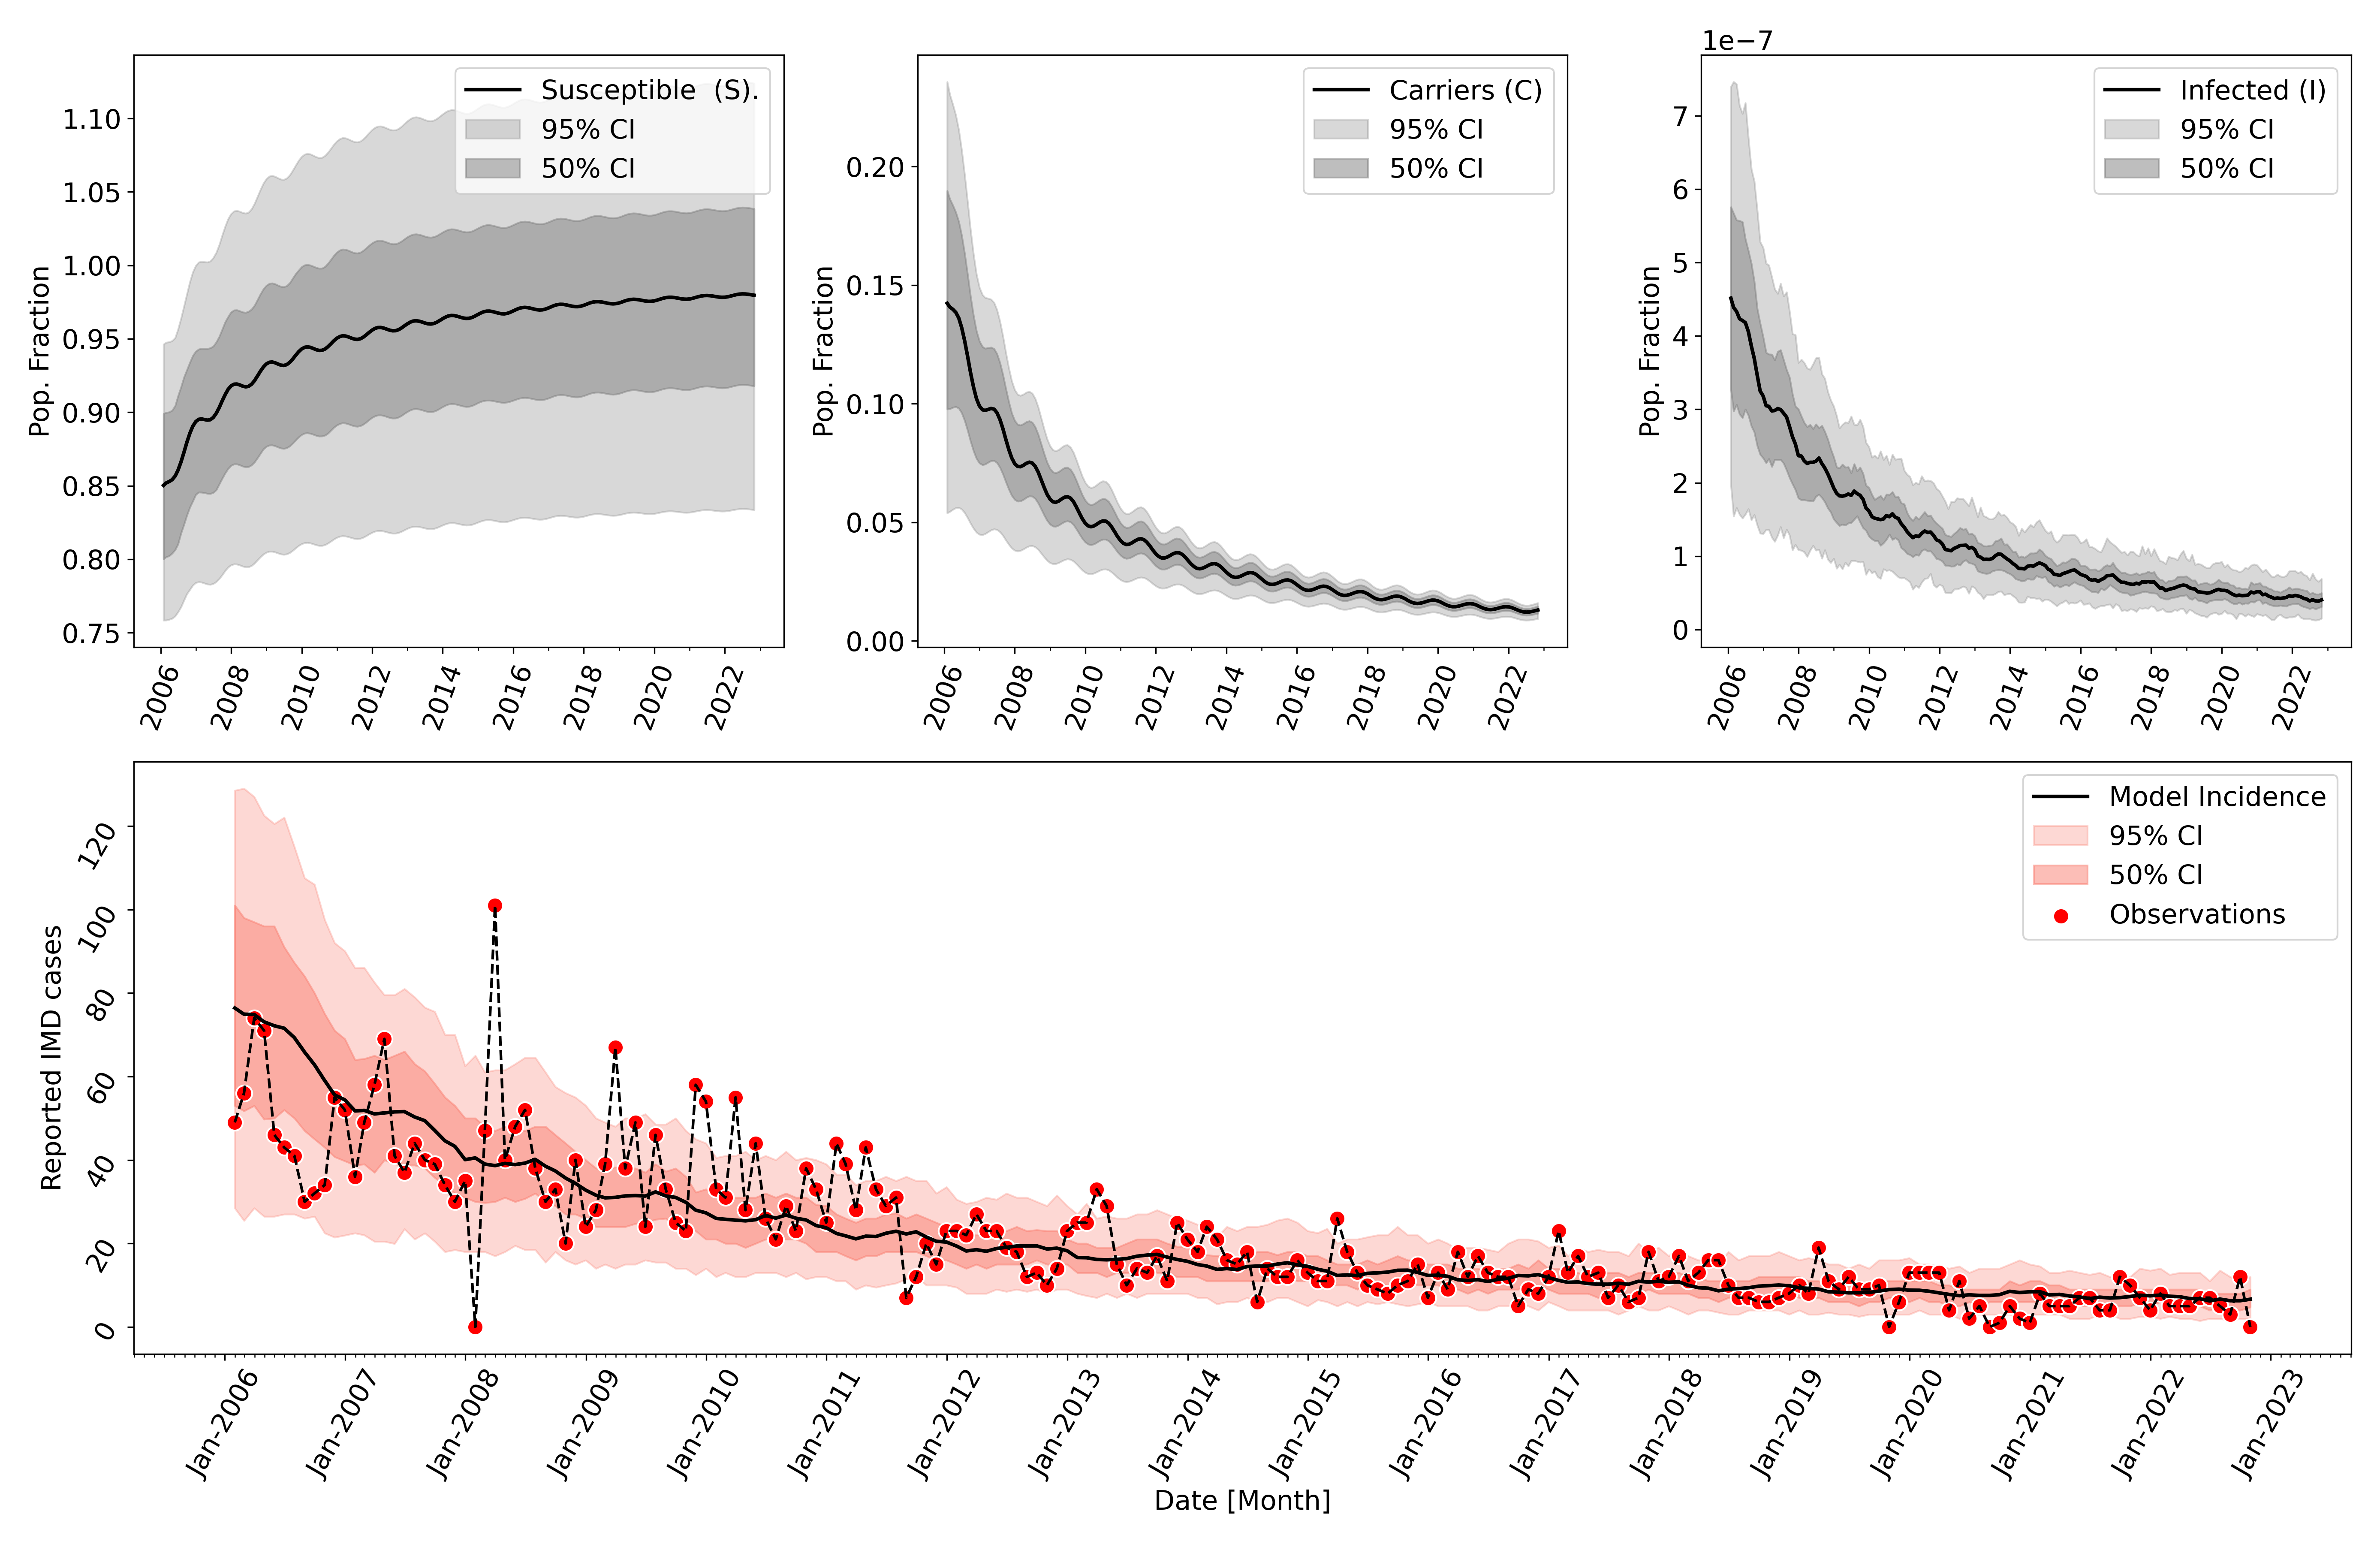 Susceptible  (S).
95% CI
50% CI
1.10
1.05
1.00
0.95
0.90
0.85
0.80
0.75
Pop. Fraction
2006 2008 2010 2012 2014 2016 2018 2020 2022
Carriers (C)
95% CI
50% CI
0.20
0.15
0.10
0.05
0.00
Pop. Fraction
2006 2008 2010 2012 2014 2016 2018 2020 2022
1e−7
Infected (I)
95% CI
50% CI
7
6
5
4
3
2
1
0
Pop. Fraction
2006 2008 2010 2012 2014 2016 2018 2020 2022
Model Incidence
95% CI
50% CI
Observations
120
100
80
60
40
20
0
Reported IMD cases
Jan-2006 Jan-2007 Jan-2008 Jan-2009 Jan-2010 Jan-2011 Jan-2012 Jan-2013 Jan-2014 Jan-2015 Jan-2016 Jan-2017 Jan-2018 Jan-2019 Jan-2020 Jan-2021 Jan-2022 Jan-2023
Date [Month]